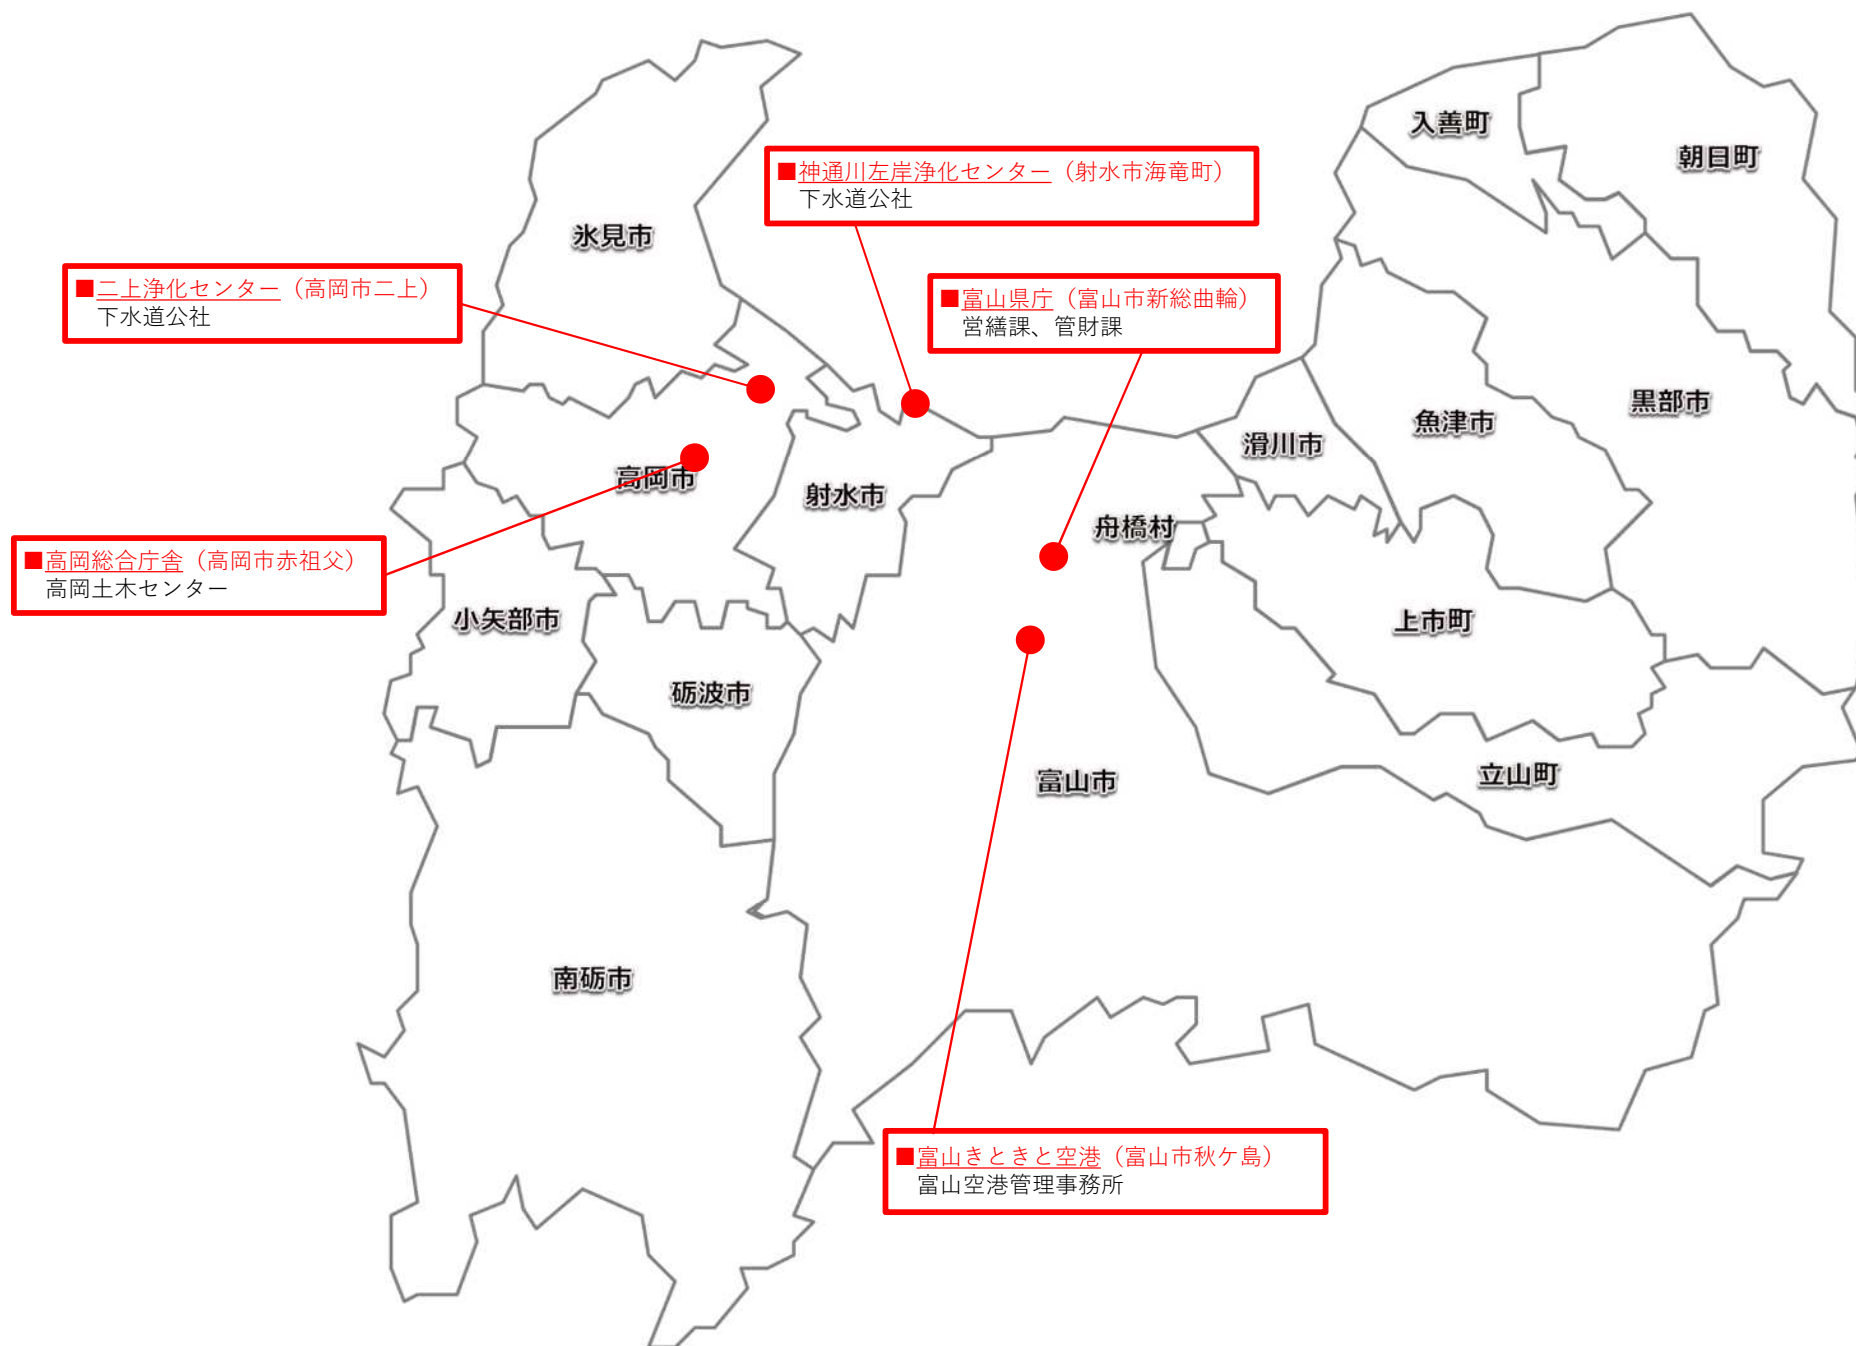 入善町
朝日町
■神通川左岸浄化センター（射水市海竜町）
下水道公社
氷見市
■二上浄化センター（高岡市二上）
下水道公社
■富山県庁（富山市新総曲輪）
営繕課、管財課
黒部市
魚津市
滑川市
高岡市
射水市
舟橋村
■高岡総合庁舎（高岡市赤祖父）
高岡土木センター
小矢部市
上市町
砺波市
立山町
富山市
南砺市
■富山きときと空港（富山市秋ケ島）
富山空港管理事務所